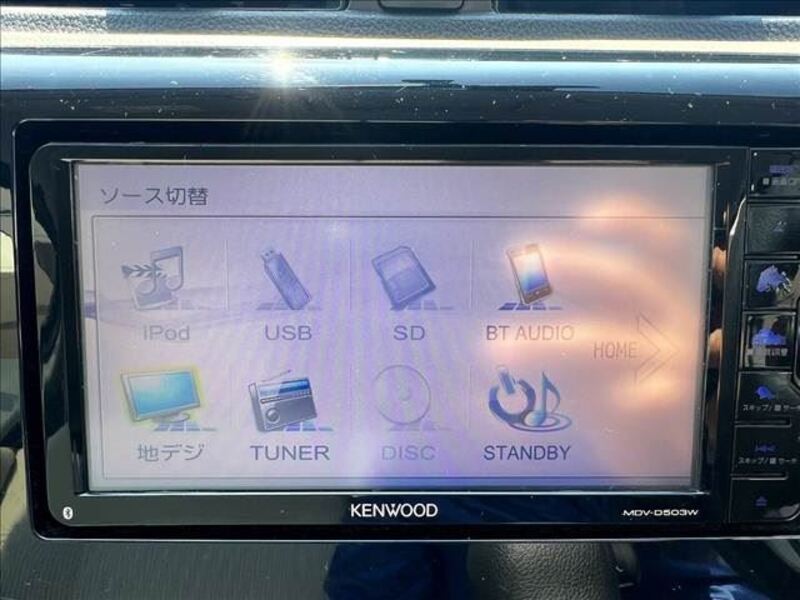 ソース切替
iPod
USB
SD
BT AUDIO
HOME
地デジ
TUNER
DISC
STANDBY
KENWOOD
MDV-D503W